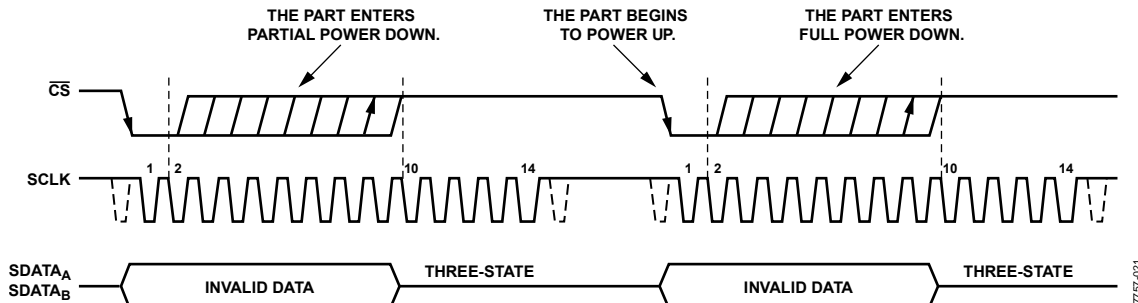 THE PART ENTERS
PARTIAL POWER DOWN.
THE PART BEGINS
TO POWER UP.
THE PART ENTERS
FULL POWER DOWN.
CS
1 2 10 14 1 2 10 14
SCLK
SDATAA
SDATAB
INVALID DATA
THREE-STATE
INVALID DATA
THREE-STATE